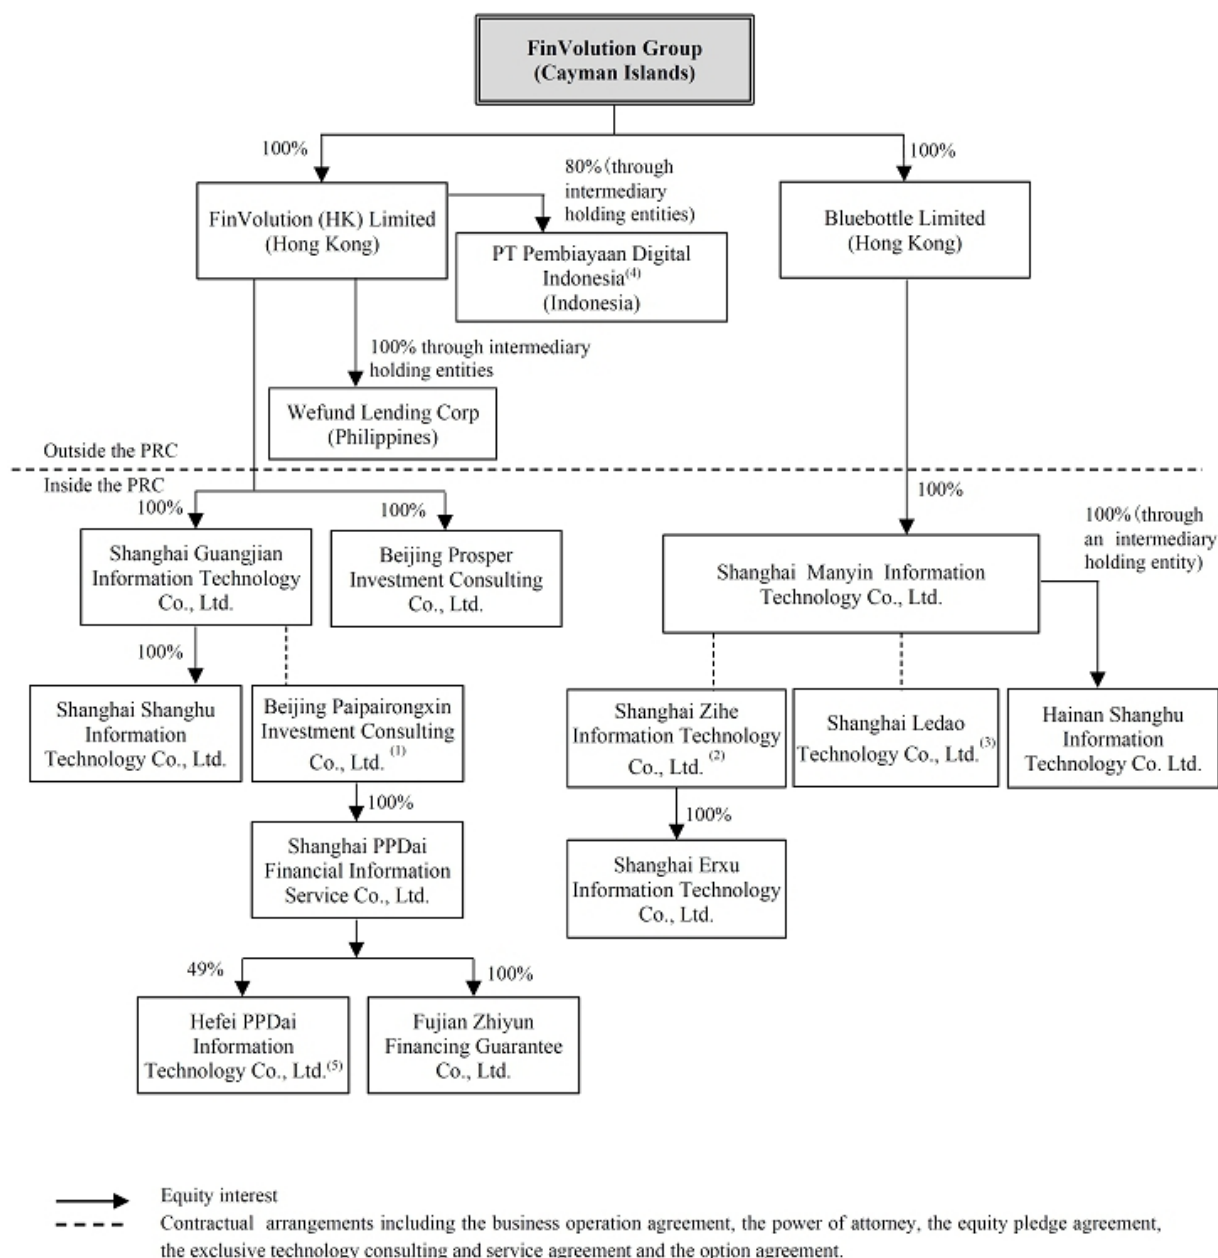 FinVolution Group
(Cayman Islands)
100%
100%
80%(through
intermediary
holding entities)
FinVolution (HK) Limited
(Hong Kong)
Bluebottle Limited
(Hong Kong)
PT Pembiayaan Digital
Indonesia(4)
(Indonesia)
100% through intermediary
holding entities
Wefund Lending Corp
(Philippines)
Outside the PRC
Inside the PRC
100%
100%
100%
100%(through
an intermediary
holding entity)
Shanghai Guangjian
Information Technology
Co., Ltd.
Beijing Prosper
Investment Consulting
Co., Ltd.
Shanghai Manyin Information
Technology Co., Ltd.
100%
Shanghai Shanghu
Information
Technology Co., Ltd.
Beijing Paipairongxin
Investment Consulting
Co., Ltd. (1)
Shanghai Zihe
Information Technology
Co., Ltd. (2)
Shanghai Ledao
Technology Co., Ltd.(3)
Hainan Shanghu
Information
Technology Co. Ltd.
100%
100%
Shanghai PPDai
Financial Information
Service Co., Ltd.
Shanghai Erxu
Information Technology
Co., Ltd.
49%
100%
Hefei PPDai
Information
Technology Co., Ltd.(5)
Fujian Zhiyun
Financing Guarantee
Co., Ltd.
Equity interest
Contractual arrangements including the business operation agreement, the power of attorney, the equity pledge agreement,
the exclusive technology consulting and service agreement and the option agreement.